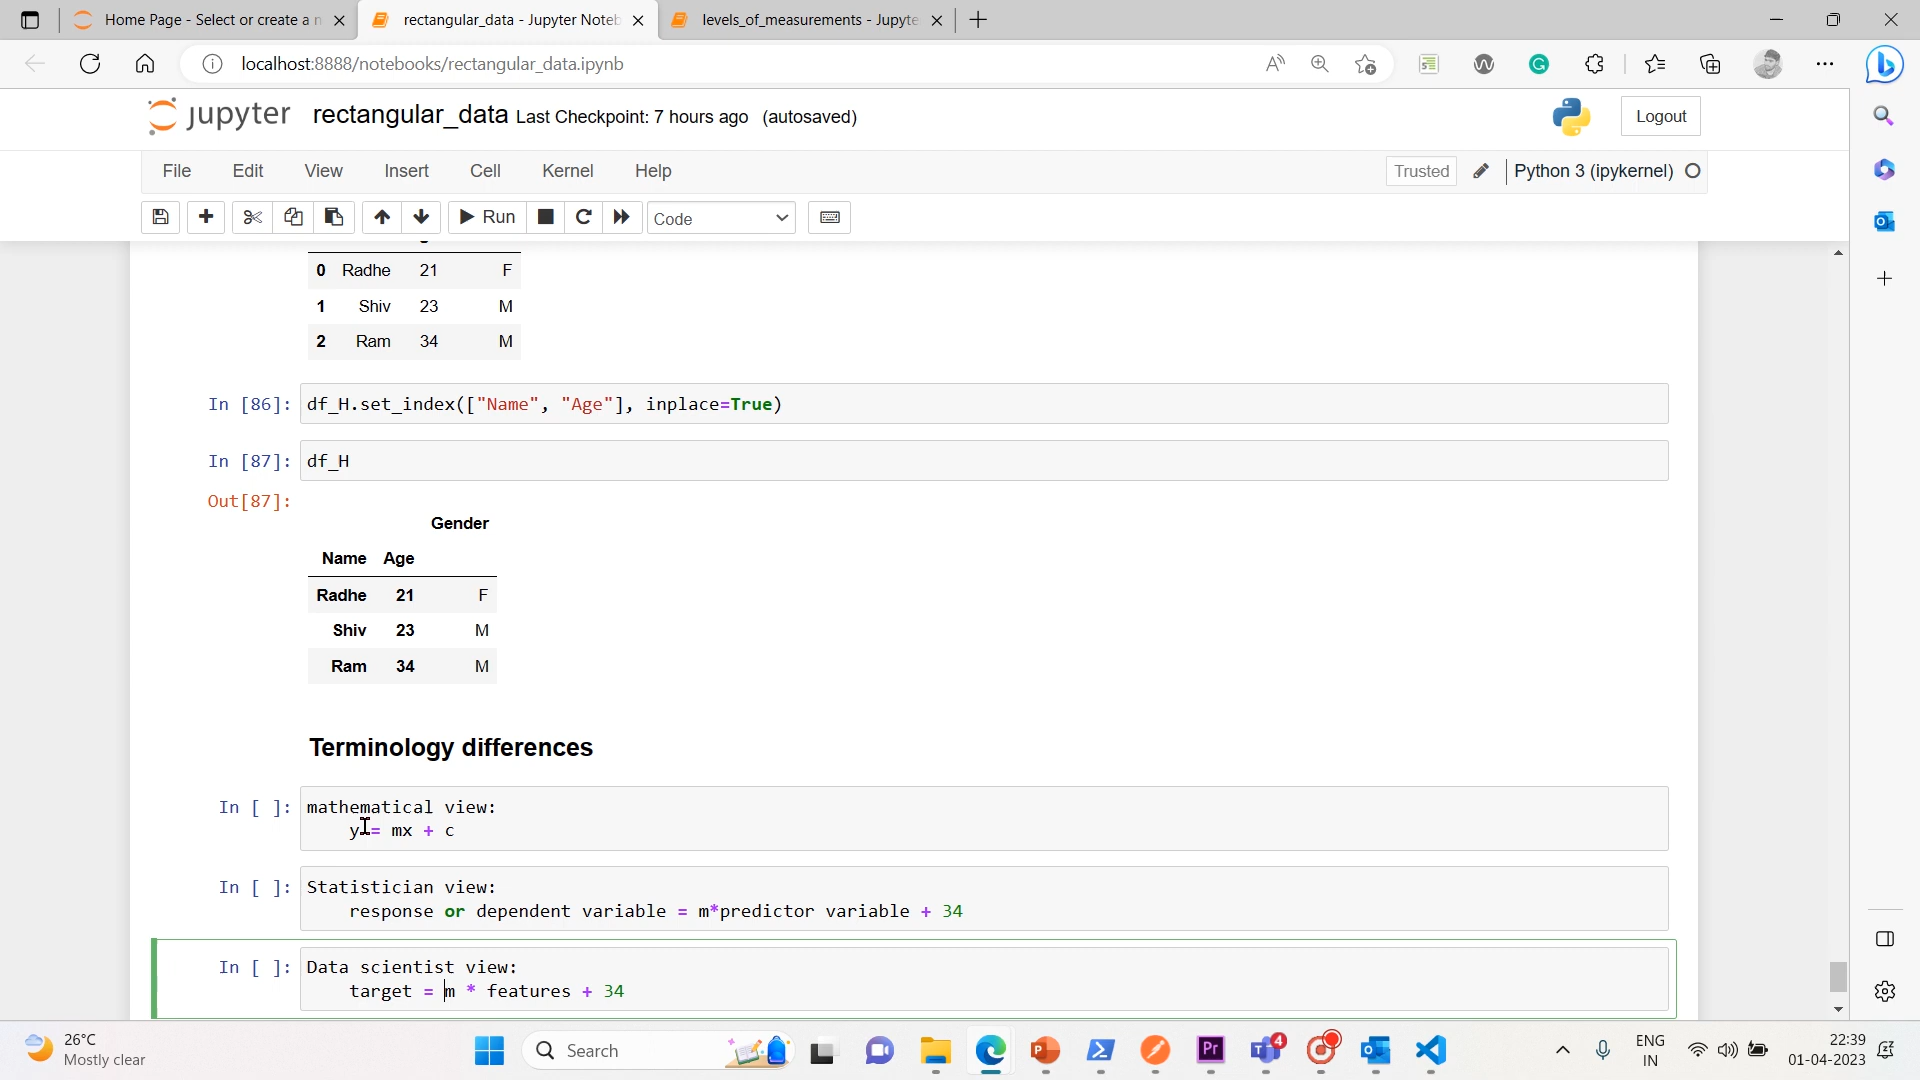 Home Page - Select or create a n
rectangular_data - Jupyter Noteb
levels_of_measurements - Jupyte
localhost:8888/notebooks/rectangular_data.ipynb
jupyter rectangular_data Last Checkpoint: 7 hours ago (autosaved)
Logout
File Edit View Insert Cell Kernel Help
Trusted Python 3 (ipykernel)
Run Code
0 Radhe 21 F
1 Shiv 23 M
2 Ram 34 M
In [86]: df_H.set_index(["Name", "Age"], inplace=True)
In [87]: df_H
Out[87]:
Gender
Name Age
Radhe 21 F
Shiv 23 M
Ram 34 M
Terminology differences
In [ ]: mathematical view:
y = mx + c
In [ ]: Statistician view:
response or dependent variable = m*predictor variable + 34
In [ ]: Data scientist view:
target = m * features + 34
26°C
Mostly clear
Search
Pr
4
ENG
IN
22:39
01-04-2023